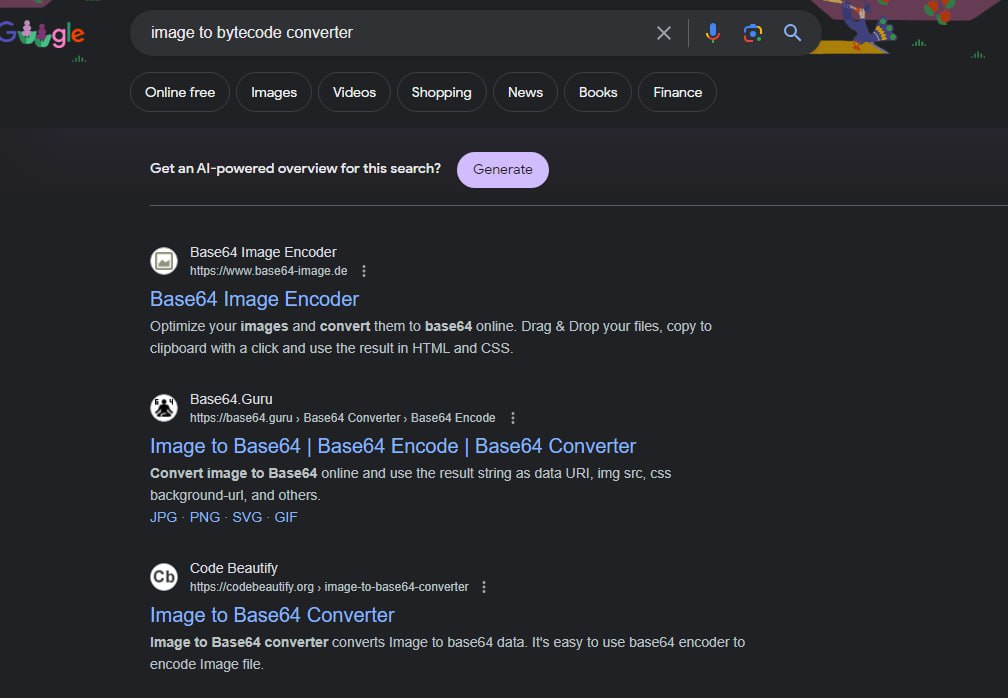 Google
image to bytecode converter
Online free
Images
Videos
Shopping
News
Books
Finance
Get an AI-powered overview for this search?
Generate
Base64 Image Encoder
https://www.base64-image.de
Base64 Image Encoder
Optimize your images and convert them to base64 online. Drag & Drop your files, copy to
clipboard with a click and use the result in HTML and CSS.
64
Base64.Guru
https://base64.guru › Base64 Converter › Base64 Encode
Image to Base64 | Base64 Encode | Base64 Converter
Convert image to Base64 online and use the result string as data URI, img src, css
background-url, and others.
JPG · PNG · SVG · GIF
Cb
Code Beautify
https://codebeautify.org › image-to-base64-converter
Image to Base64 Converter
Image to Base64 converter converts Image to base64 data. It's easy to use base64 encoder to
encode Image file.